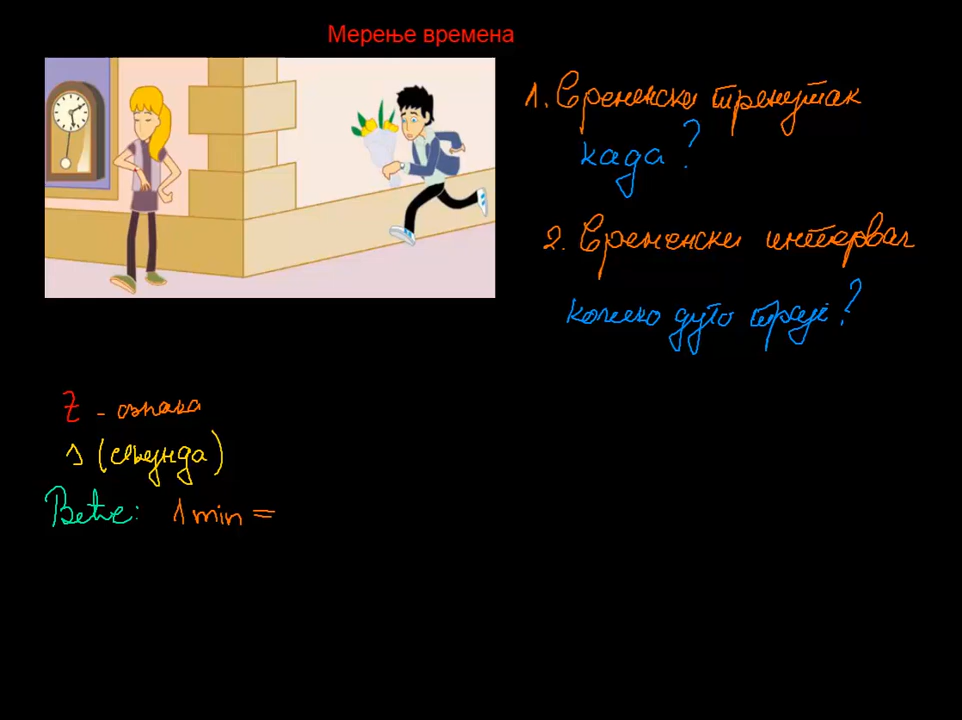 Мерење времена
1. Временски тренутак
када?
2. Временски интервал
колико дуго траје?
t - ознака
s (секунда)
Веће: 1 min =